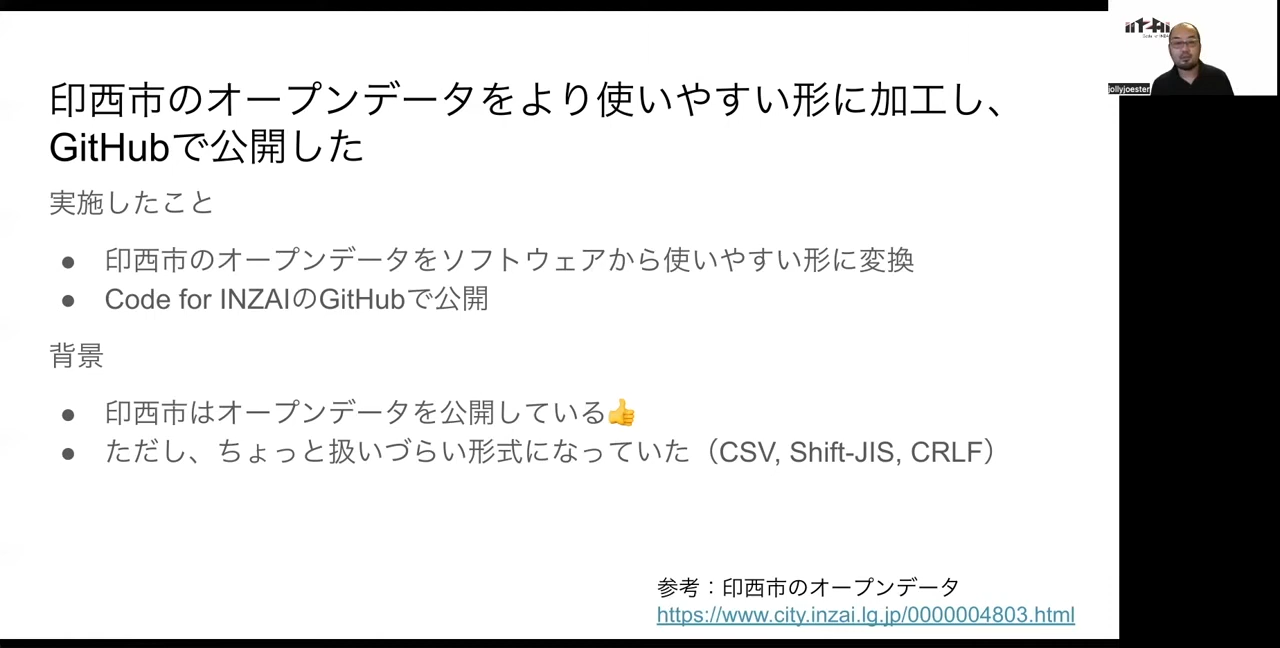 印西市のオープンデータをより使いやすい形に加工し、
GitHubで公開した
実施したこと
● 印西市のオープンデータをソフトウェアから使いやすい形に変換
● Code for INZAIのGitHubで公開
背景
● 印西市はオープンデータを公開している👍
● ただし、ちょっと扱いづらい形式になっていた（CSV, Shift-JIS, CRLF）
参考：印西市のオープンデータ
https://www.city.inzai.lg.jp/0000004803.html
jollyjoester